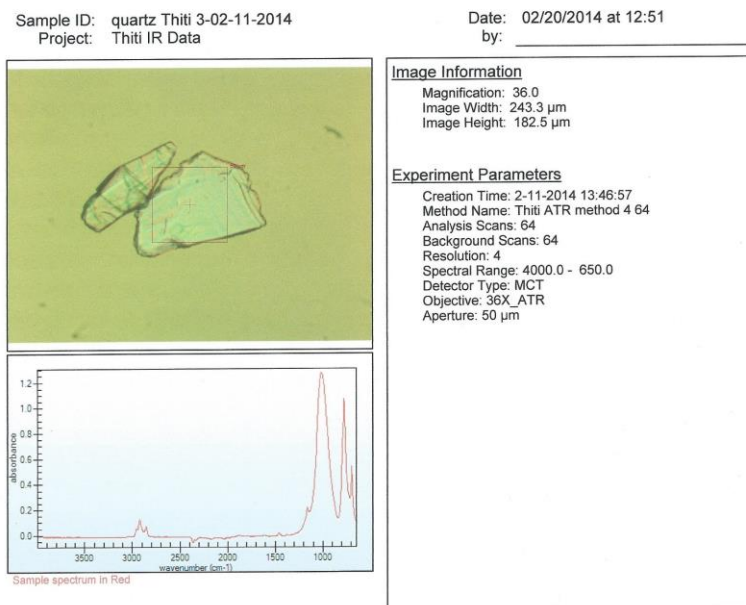 Sample ID: quartz Thiti 3-02-11-2014
Project: Thiti IR Data
Date: 02/20/2014 at 12:51
by:
Image Information
Magnification: 36.0
Image Width: 243.3 µm
Image Height: 182.5 µm
Experiment Parameters
Creation Time: 2-11-2014 13:46:57
Method Name: Thiti ATR method 4 64
Analysis Scans: 64
Background Scans: 64
Resolution: 4
Spectral Range: 4000.0 - 650.0
Detector Type: MCT
Objective: 36X_ATR
Aperture: 50 µm
absorbance
1.2
1.0
0.8
0.6
0.4
0.2
0.0
3500 3000 2500 2000 1500 1000
wavenumber (cm-1)
Sample spectrum in Red